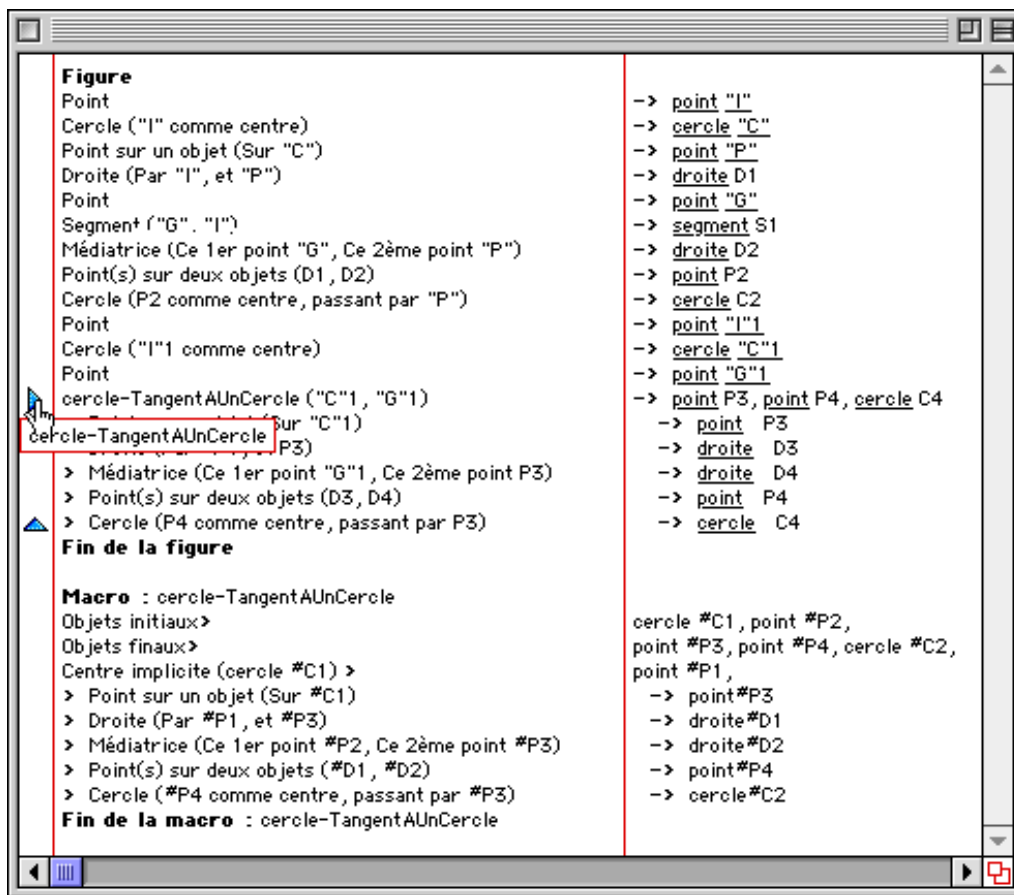 Figure
Point -> point "I"
Cercle ("I" comme centre) -> cercle "C"
Point sur un objet (Sur "C") -> point "P"
Droite (Par "I", et "P") -> droite D1
Point -> point "G"
Segment ("G", "I") -> segment S1
Médiatrice (Ce 1er point "G", Ce 2ème point "P") -> droite D2
Point(s) sur deux objets (D1, D2) -> point P2
Cercle (P2 comme centre, passant par "P") -> cercle C2
Point -> point "I"1
Cercle ("I"1 comme centre) -> cercle "C"1
Point -> point "G"1
cercle-TangentAUnCercle ("C"1, "G"1) -> point P3, point P4, cercle C4
(Sur "C"1) -> point P3
cercle-TangentAUnCercle
P3) -> droite D3
> Médiatrice (Ce 1er point "G"1, Ce 2ème point P3) -> droite D4
> Point(s) sur deux objets (D3, D4) -> point P4
> Cercle (P4 comme centre, passant par P3) -> cercle C4
Fin de la figure
Macro : cercle-TangentAUnCercle
Objets initiaux> cercle #C1, point #P2,
Objets finaux> point #P3, point #P4, cercle #C2,
Centre implicite (cercle #C1) > point #P1,
> Point sur un objet (Sur #C1) -> point#P3
> Droite (Par #P1, et #P3) -> droite#D1
> Médiatrice (Ce 1er point #P2, Ce 2ème point #P3) -> droite#D2
> Point(s) sur deux objets (#D1, #D2) -> point#P4
> Cercle (#P4 comme centre, passant par #P3) -> cercle#C2
Fin de la macro : cercle-TangentAUnCercle